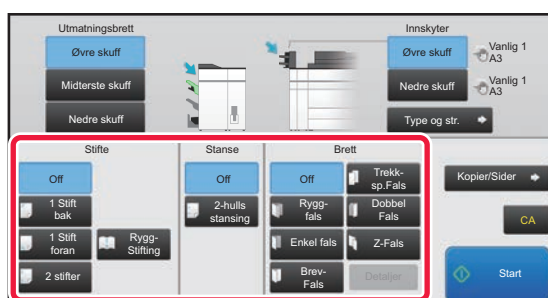 Utmatningsbrett
Innskyter
Øvre skuff
Øvre skuff
Vanlig 1
A3
Midterste skuff
Nedre skuff
Vanlig 1
A3
Nedre skuff
Type og str.
Stifte
Stanse
Brett
Off
Off
Trekk-
sp.Fals
Kopier/Sider
1 Stift
bak
2-hulls
stansing
Rygg-
fals
Dobbel
Fals
CA
1 Stift
foran
Rygg-
Stifting
Enkel fals
Z-Fals
2 stifter
Brev-
Fals
Detaljer
Start